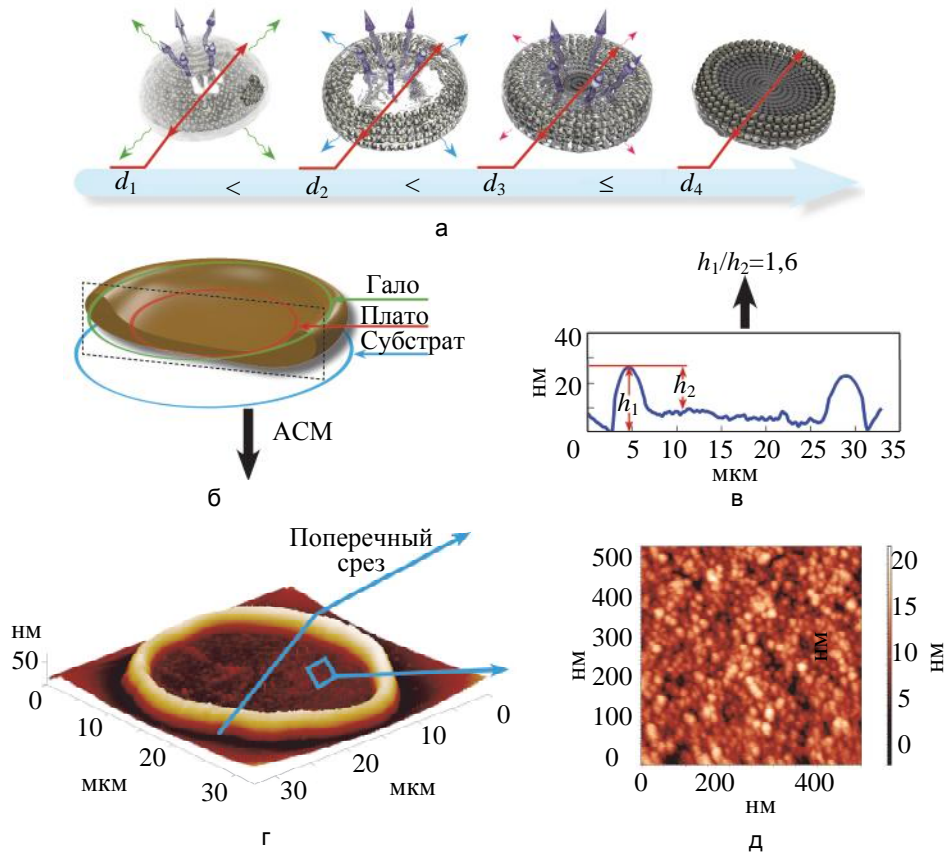 d1 < d2 < d3 ≤ d4
а
Гало
Плато
Субстрат
АСМ
б
h1/h2=1,6
40
20
нм
h1
h2
0 5 10 15 20 25 30 35
мкм
в
Поперечный
срез
нм
50
0
10
20
30
мкм
0
10
20
30
мкм
г
500
400
300
200
100
0
нм
0 200 400
нм
нм
20
15
10
5
0
нм
д